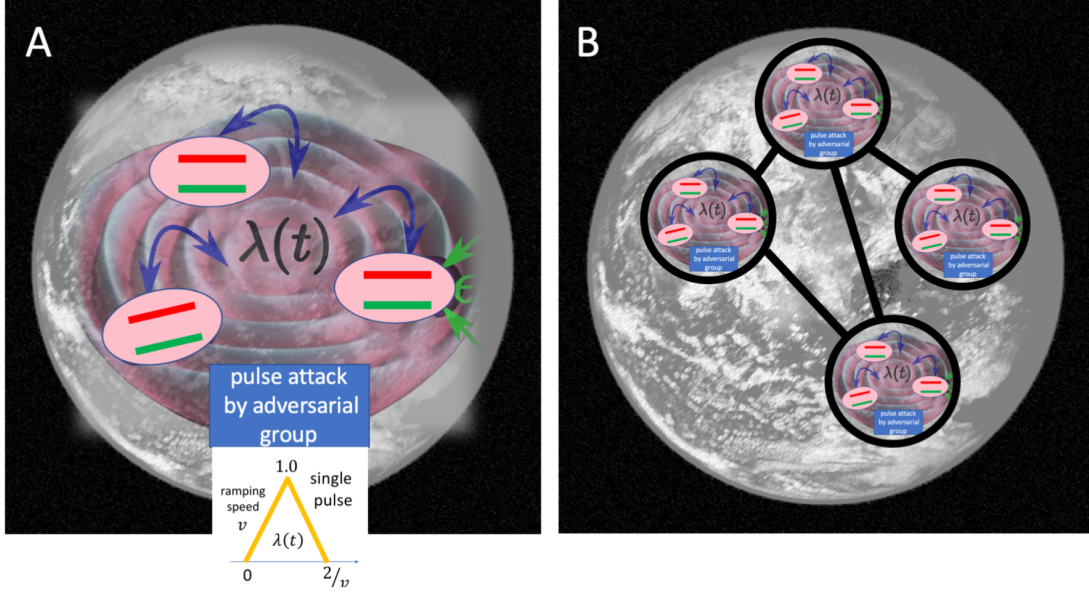 A
λ(t)
ϵ
pulse attack
by adversarial
group
1.0
single
pulse
ramping
speed
v
λ(t)
0
2/v
B
λ(t)
pulse attack
by adversarial
group
λ(t)
pulse attack
by adversarial
group
λ(t)
pulse attack
by adversarial
group
λ(t)
pulse attack
by adversarial
group